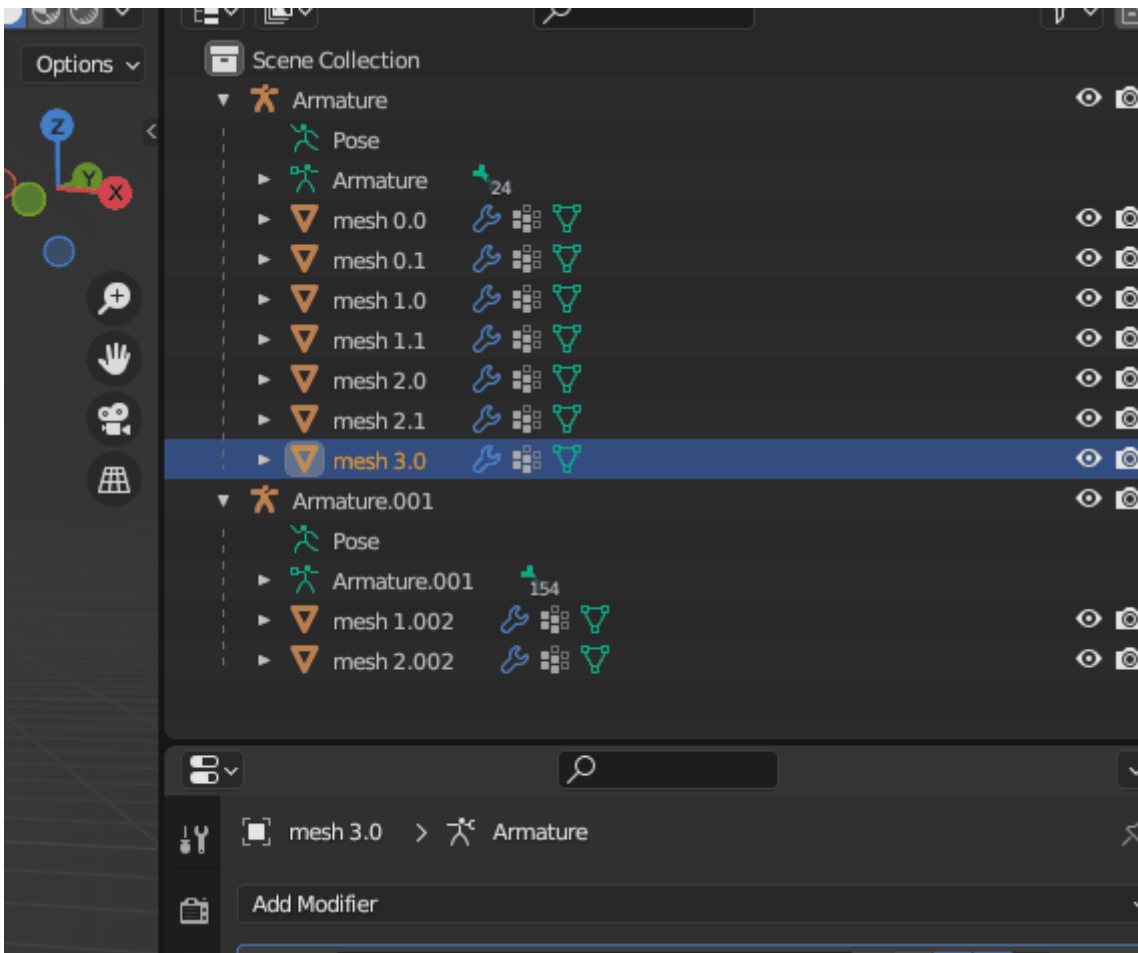 Options
Z
Y
X
Scene Collection
Armature
Pose
Armature 24
mesh 0.0
mesh 0.1
mesh 1.0
mesh 1.1
mesh 2.0
mesh 2.1
mesh 3.0
Armature.001
Pose
Armature.001 154
mesh 1.002
mesh 2.002
mesh 3.0 > Armature
Add Modifier